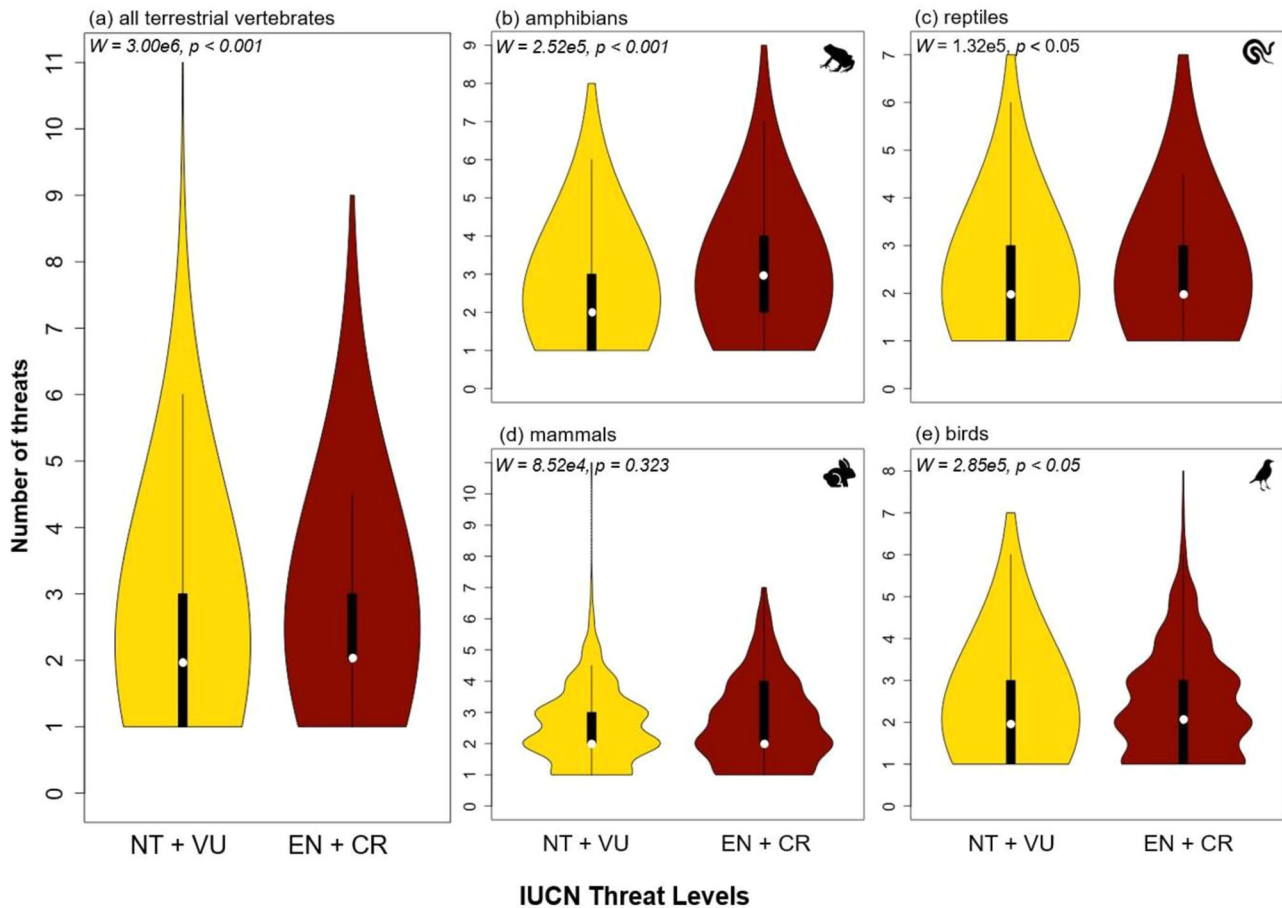 (a) all terrestrial vertebrates
W = 3.00e6, p < 0.001
11
10
9
8
7
6
5
4
3
2
1
0
Number of threats
NT + VU
EN + CR
(b) amphibians
W = 2.52e5, p < 0.001
9
8
7
6
5
4
3
2
1
0
(c) reptiles
W = 1.32e5, p < 0.05
7
6
5
4
3
2
1
0
(d) mammals
W = 8.52e4, p = 0.323
10
9
8
7
6
5
4
3
2
1
0
NT + VU
EN + CR
(e) birds
W = 2.85e5, p < 0.05
8
7
6
5
4
3
2
1
0
NT + VU
EN + CR
IUCN Threat Levels